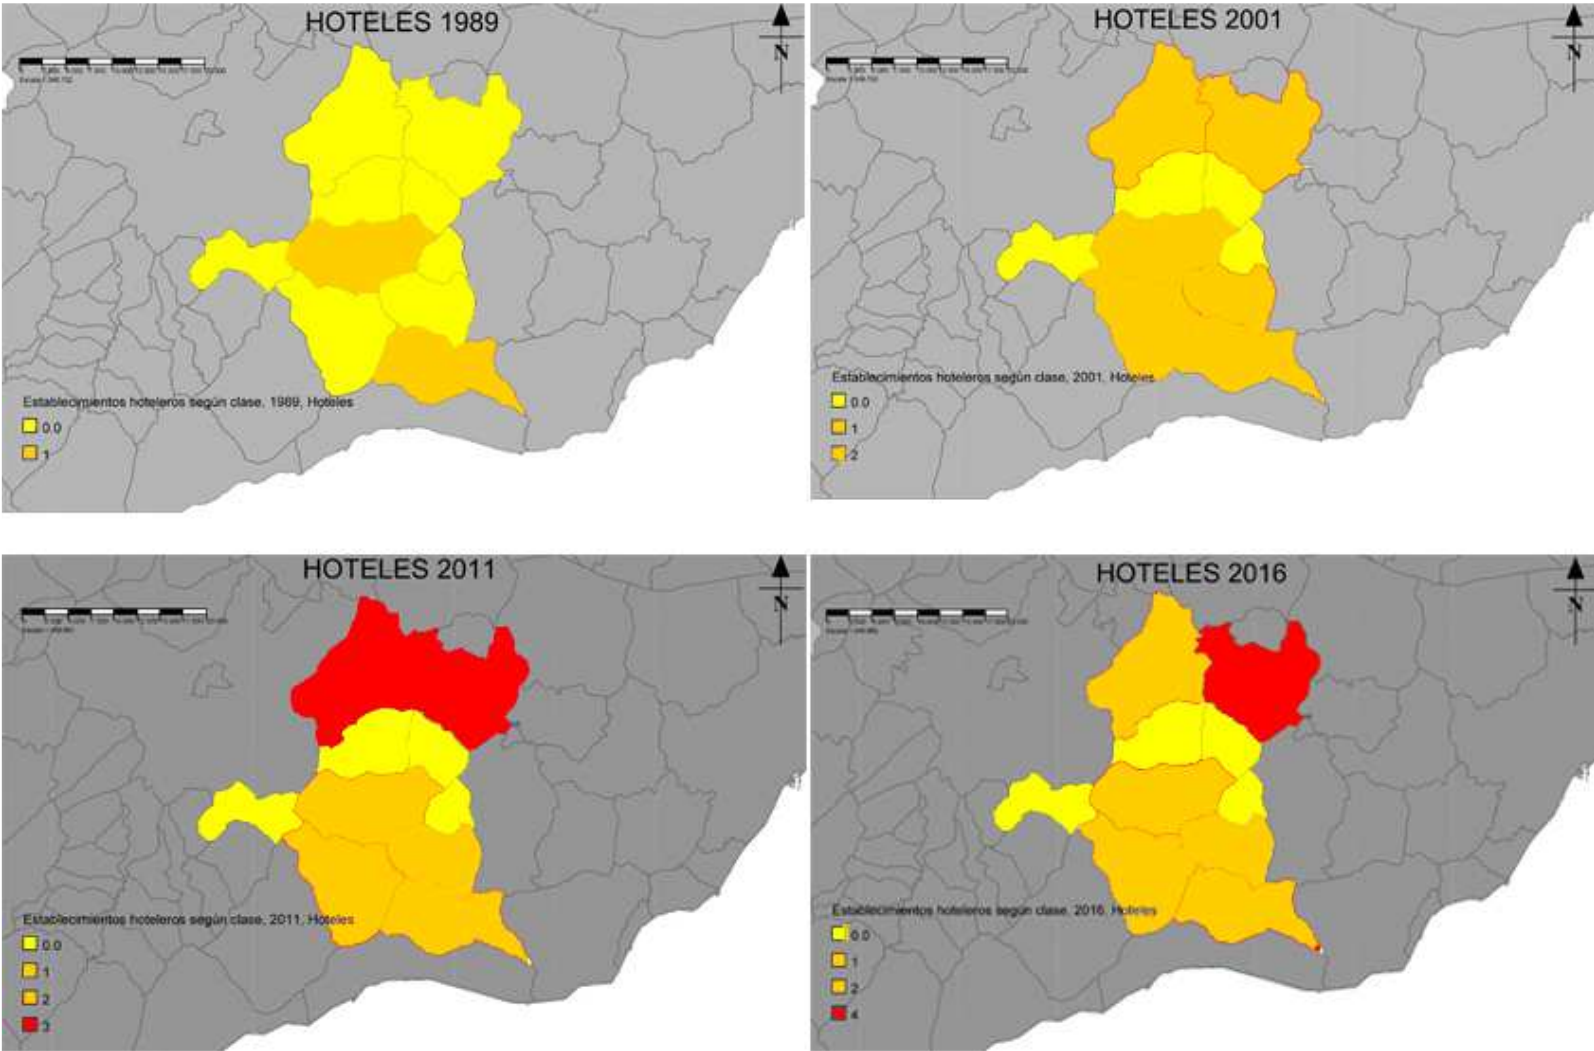 HOTELES 1989
N
Establecimientos hoteleros según clase, 1989, Hoteles
0.0
1
HOTELES 2001
N
Establecimientos hoteleros según clase, 2001, Hoteles
0.0
1
2
HOTELES 2011
N
Establecimientos hoteleros según clase, 2011, Hoteles
0.0
1
2
3
HOTELES 2016
N
Establecimientos hoteleros según clase, 2016, Hoteles
0.0
1
2
4